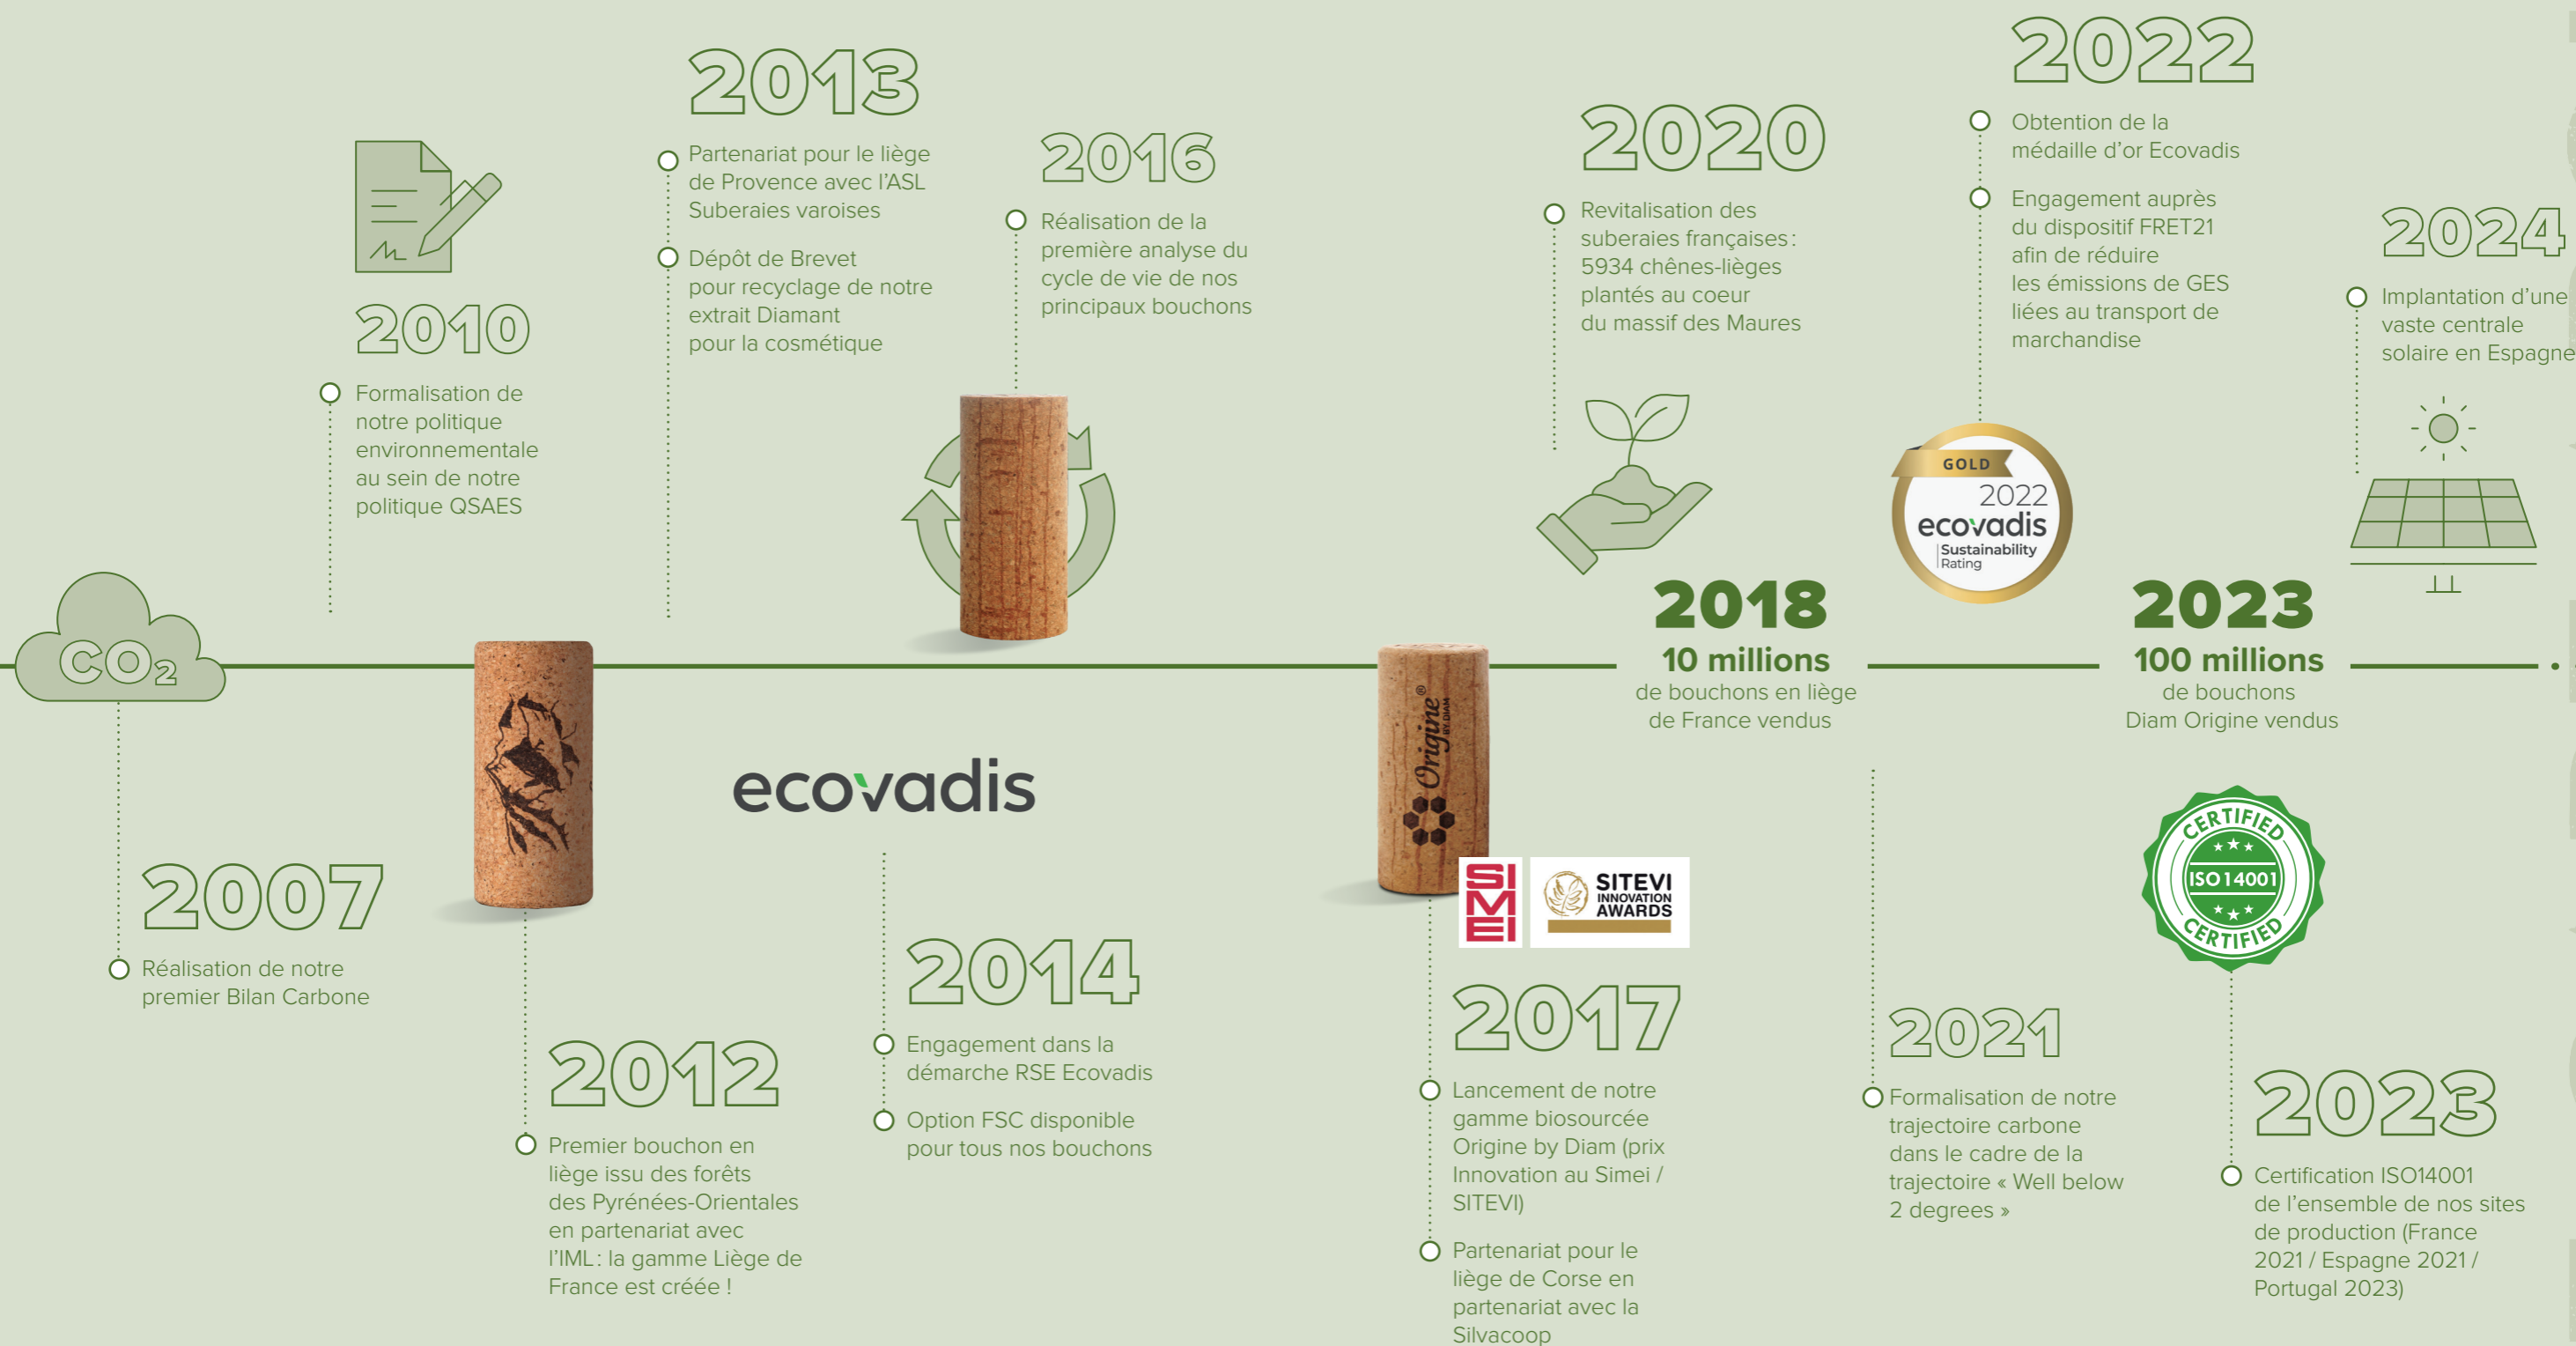 CO2
2007
Réalisation de notre
premier Bilan Carbone
2010
Formalisation de
notre politique
environnementale
au sein de notre
politique QSAES
2012
Premier bouchon en
liège issu des forêts
des Pyrénées-Orientales
en partenariat avec
l'IML : la gamme Liège de
France est créée !
2013
Partenariat pour le liège
de Provence avec l'ASL
Suberaies varoises
Dépôt de Brevet
pour recyclage de notre
extrait Diamant
pour la cosmétique
ecovadis
2014
Engagement dans la
démarche RSE Ecovadis
Option FSC disponible
pour tous nos bouchons
2016
Réalisation de la
première analyse du
cycle de vie de nos
principaux bouchons
Origine®
BY DIAM
SI
M
EI
SITEVI
INNOVATION
AWARDS
2017
Lancement de notre
gamme biosourcée
Origine by Diam (prix
Innovation au Simei /
SITEVI)
Partenariat pour le
liège de Corse en
partenariat avec la
Silvacoop
2018
10 millions
de bouchons en liège
de France vendus
2020
Revitalisation des
suberaies françaises :
5934 chênes-lièges
plantés au coeur
du massif des Maures
2021
Formalisation de notre
trajectoire carbone
dans le cadre de la
trajectoire « Well below
2 degrees »
2022
Obtention de la
médaille d'or Ecovadis
Engagement auprès
du dispositif FRET21
afin de réduire
les émissions de GES
liées au transport de
marchandise
GOLD
2022
ecovadis
Sustainability
Rating
2023
100 millions
de bouchons
Diam Origine vendus
CERTIFIED
ISO 14001
CERTIFIED
2023
Certification ISO14001
de l'ensemble de nos sites
de production (France
2021 / Espagne 2021 /
Portugal 2023)
2024
Implantation d'une
vaste centrale
solaire en Espagne